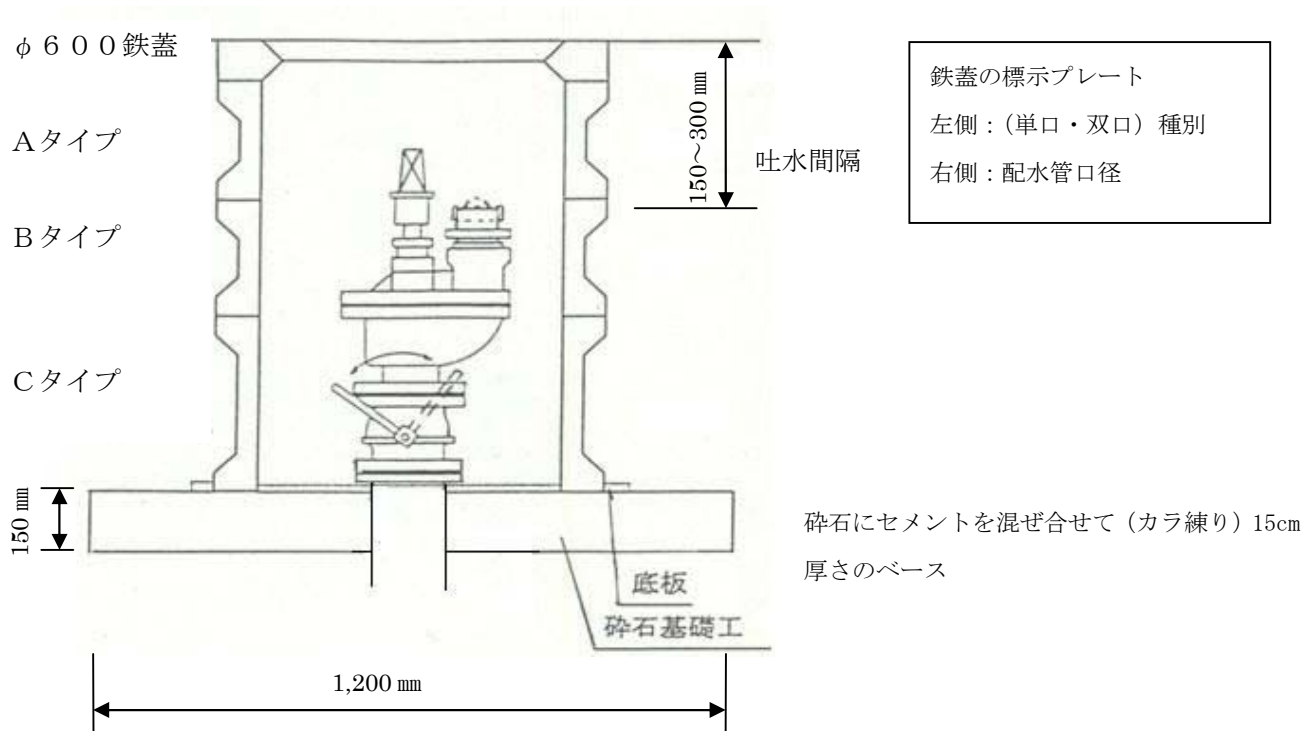 φ600鉄蓋
Aタイプ
Bタイプ
Cタイプ
150～300㎜
吐水間隔
鉄蓋の標示プレート
左側：(単口・双口) 種別
右側：配水管口径
150㎜
砕石にセメントを混ぜ合せて（カラ練り）15cm
厚さのベース
底板
砕石基礎工
1,200㎜